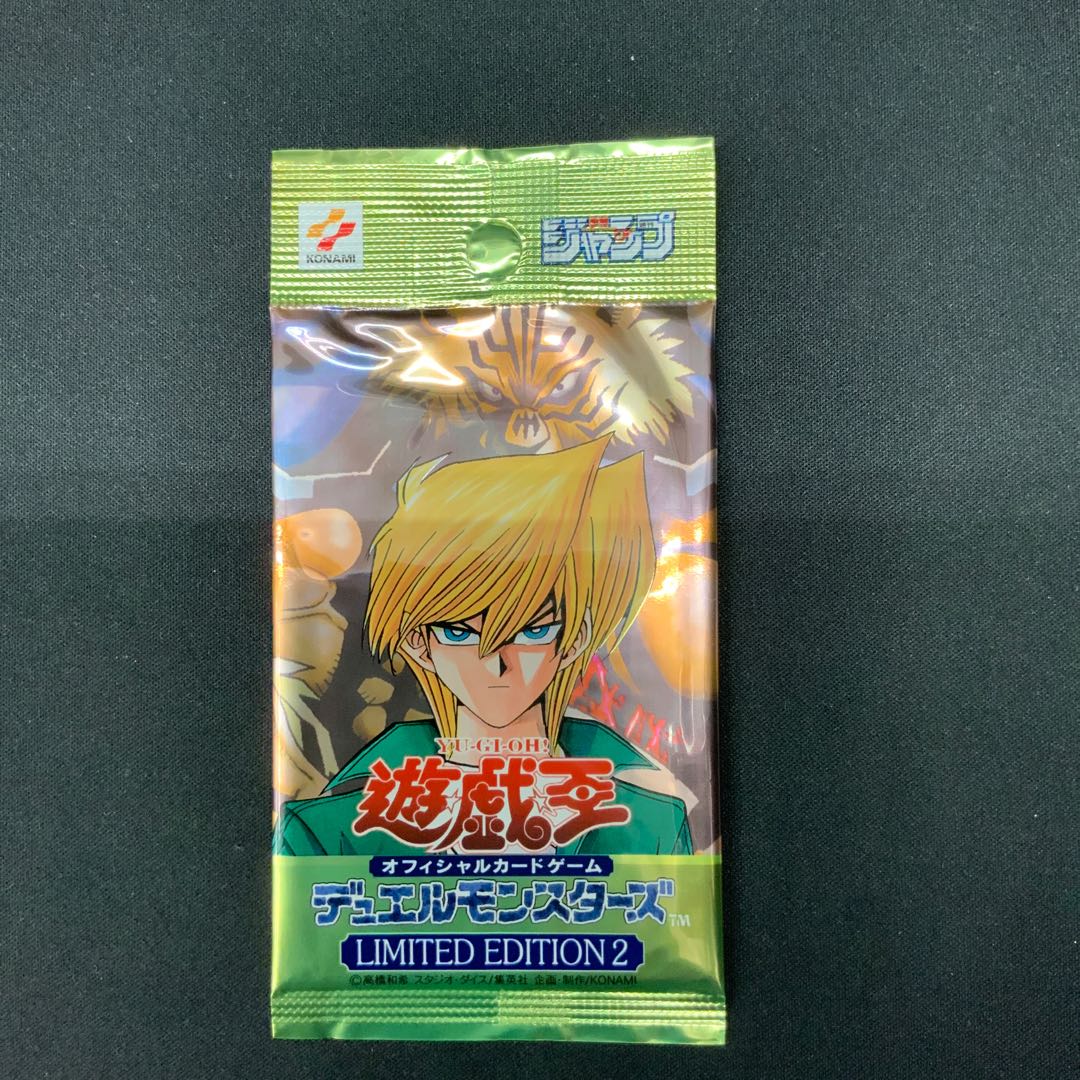 KONAMI
ジャンプ
YU-GI-OH!
遊戯王
オフィシャルカードゲーム
デュエルモンスターズ™
LIMITED EDITION 2
©高橋和希 スタジオ・ダイス/集英社 企画・制作/KONAMI